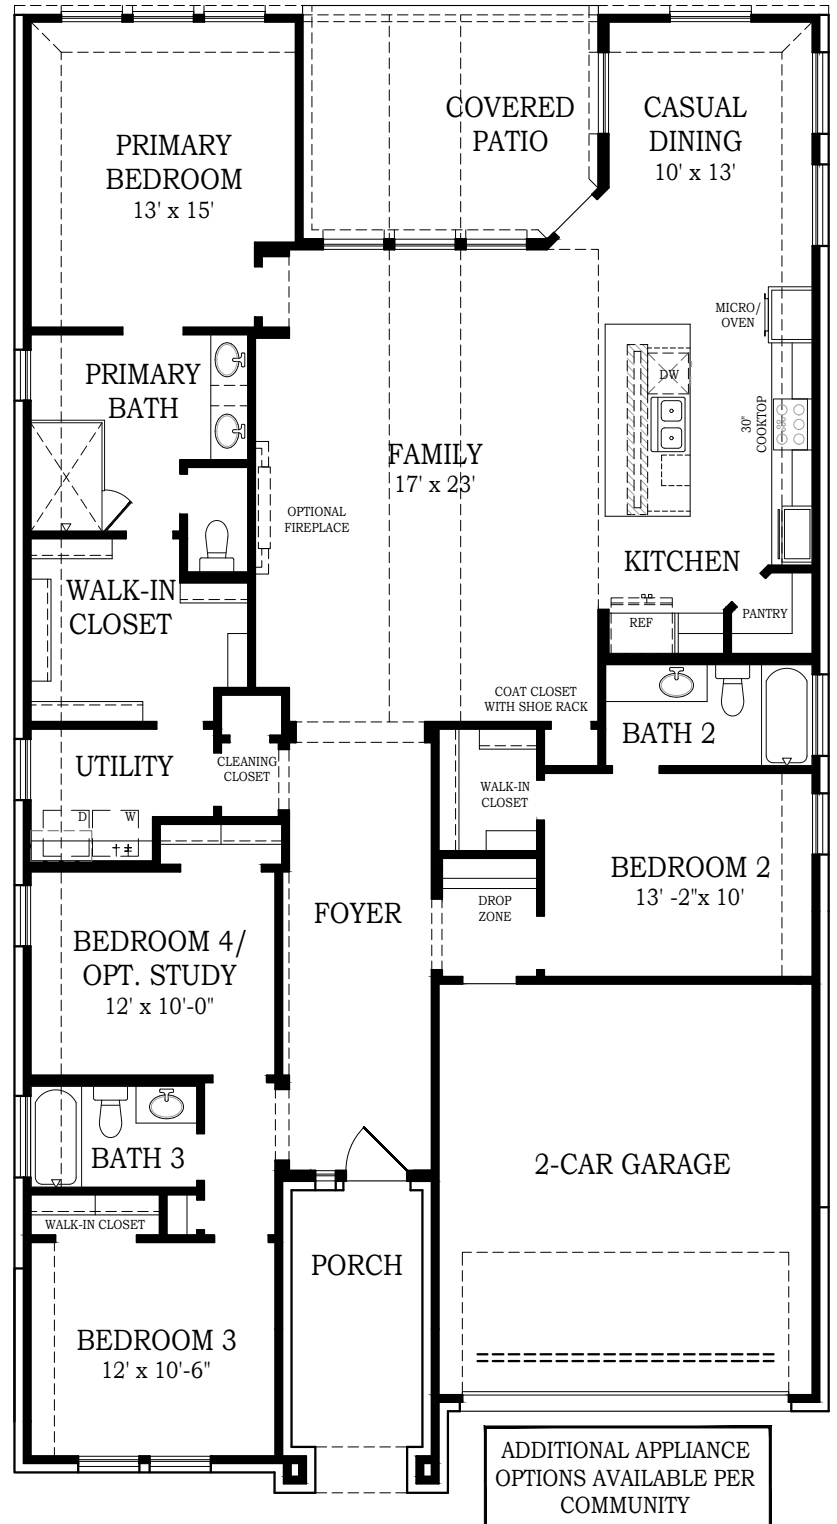 COVERED
PATIO
CASUAL
DINING
10' x 13'
PRIMARY
BEDROOM
13' x 15'
MICRO/
OVEN
PRIMARY
BATH
DW
30"
COOKTOP
FAMILY
17' x 23'
OPTIONAL
FIREPLACE
KITCHEN
WALK-IN
CLOSET
REF
PANTRY
COAT CLOSET
WITH SHOE RACK
BATH 2
UTILITY
CLEANING
CLOSET
WALK-IN
CLOSET
D
W
BEDROOM 2
13' -2"x 10'
DROP
ZONE
FOYER
BEDROOM 4/
OPT. STUDY
12' x 10'-0"
BATH 3
2-CAR GARAGE
WALK-IN CLOSET
PORCH
BEDROOM 3
12' x 10'-6"
ADDITIONAL APPLIANCE
OPTIONS AVAILABLE PER
COMMUNITY